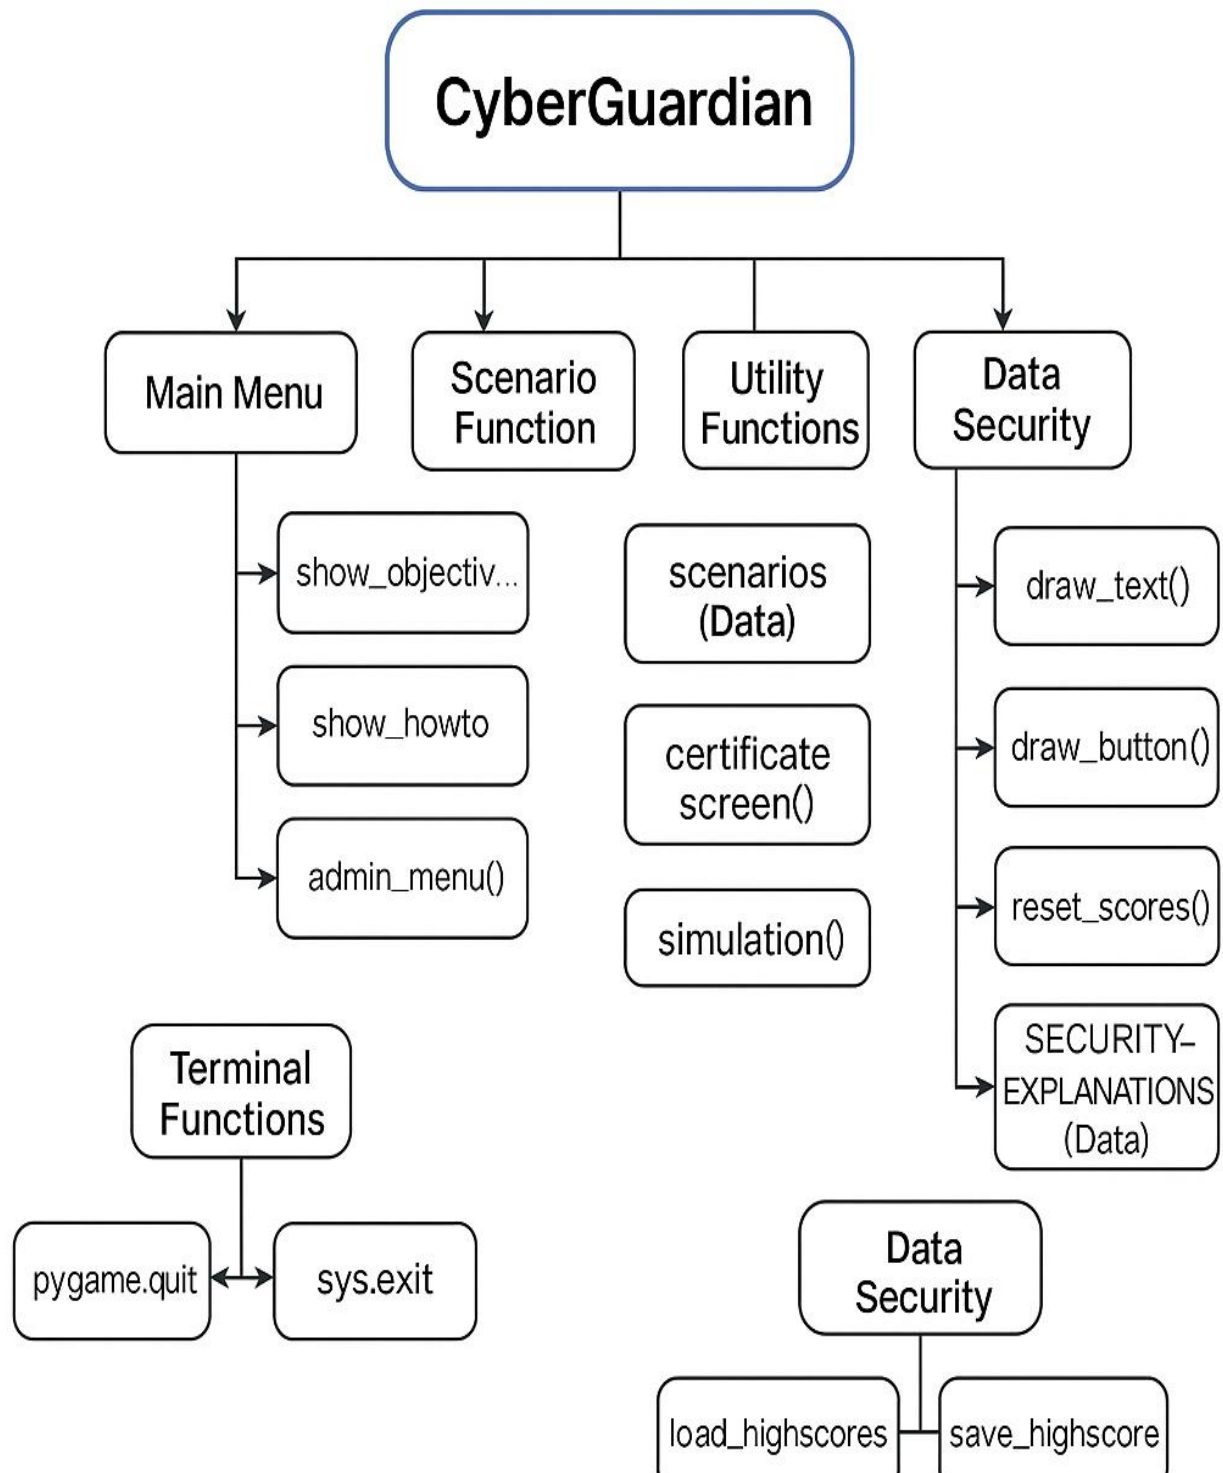 CyberGuardian
Main Menu
Scenario
Function
Utility
Functions
Data
Security
show_objectiv...
show_howto
admin_menu()
scenarios
(Data)
certificate
screen()
simulation()
draw_text()
draw_button()
reset_scores()
SECURITY–
EXPLANATIONS
(Data)
Terminal
Functions
pygame.quit
sys.exit
Data
Security
load_highscores
save_highscore